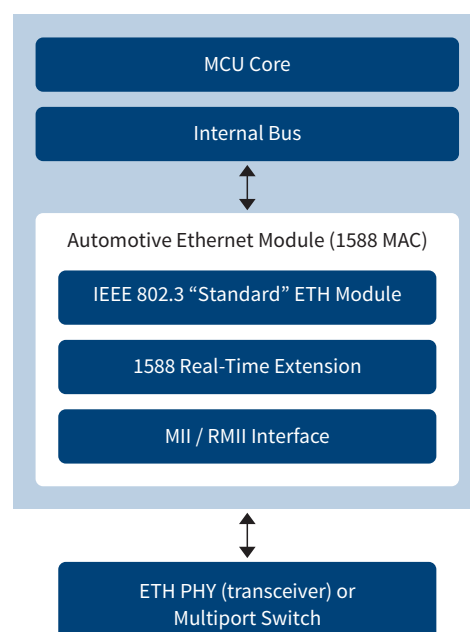 MCU Core
Internal Bus
Automotive Ethernet Module (1588 MAC)
IEEE 802.3 “Standard” ETH Module
1588 Real-Time Extension
MII / RMII Interface
ETH PHY (transceiver) or
Multiport Switch